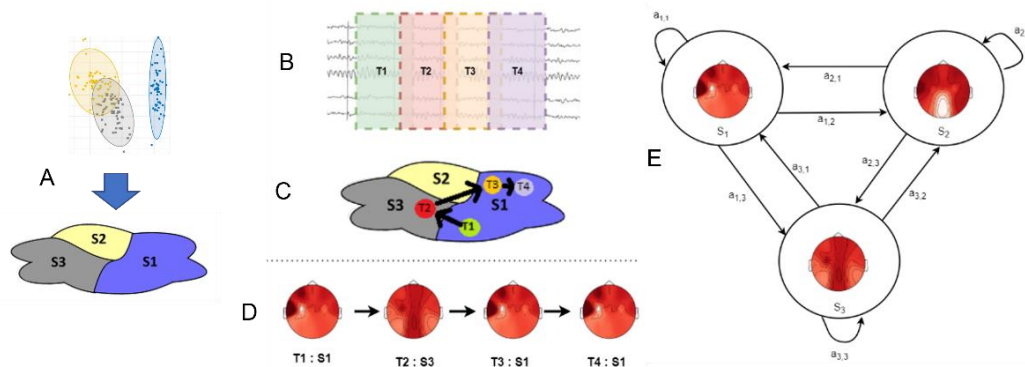 A
S2
S3
S1
B
T1
T2
T3
T4
C
S2
T3
T4
S3
T2
S1
T1
D
T1 : S1
T2 : S3
T3 : S1
T4 : S1
E
a1,1
a2
a2,1
S1
a1,2
S2
a3,1
a2,3
a1,3
a3,2
S3
a3,3